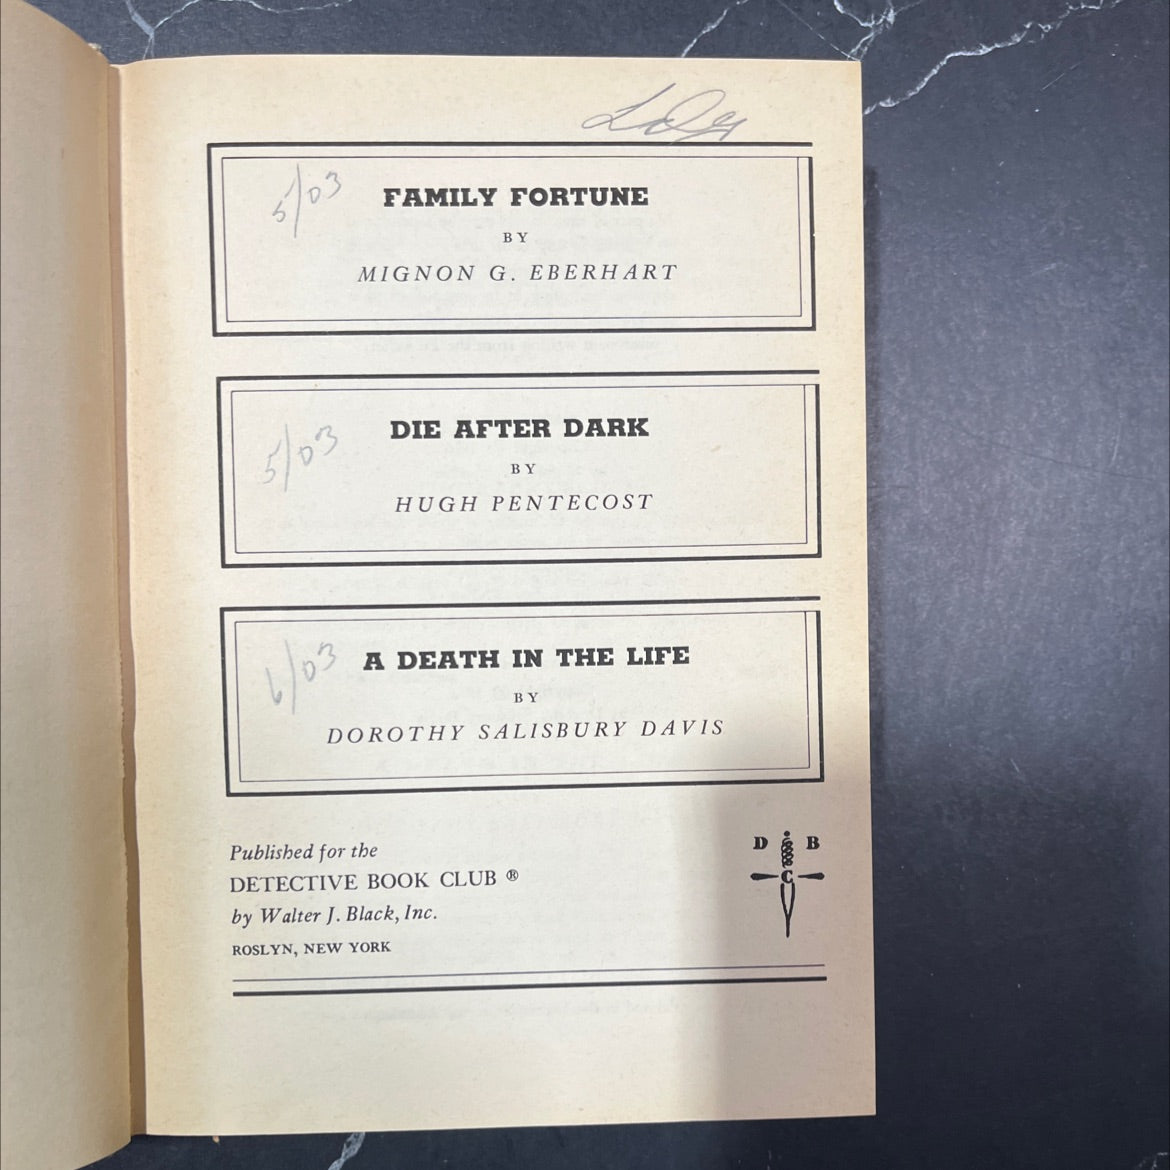 5/03
FAMILY FORTUNE
BY
MIGNON G. EBERHART
5/03
DIE AFTER DARK
BY
HUGH PENTECOST
6/03
A DEATH IN THE LIFE
BY
DOROTHY SALISBURY DAVIS
Published for the
DETECTIVE BOOK CLUB ®
by Walter J. Black, Inc.
ROSLYN, NEW YORK
D B
C